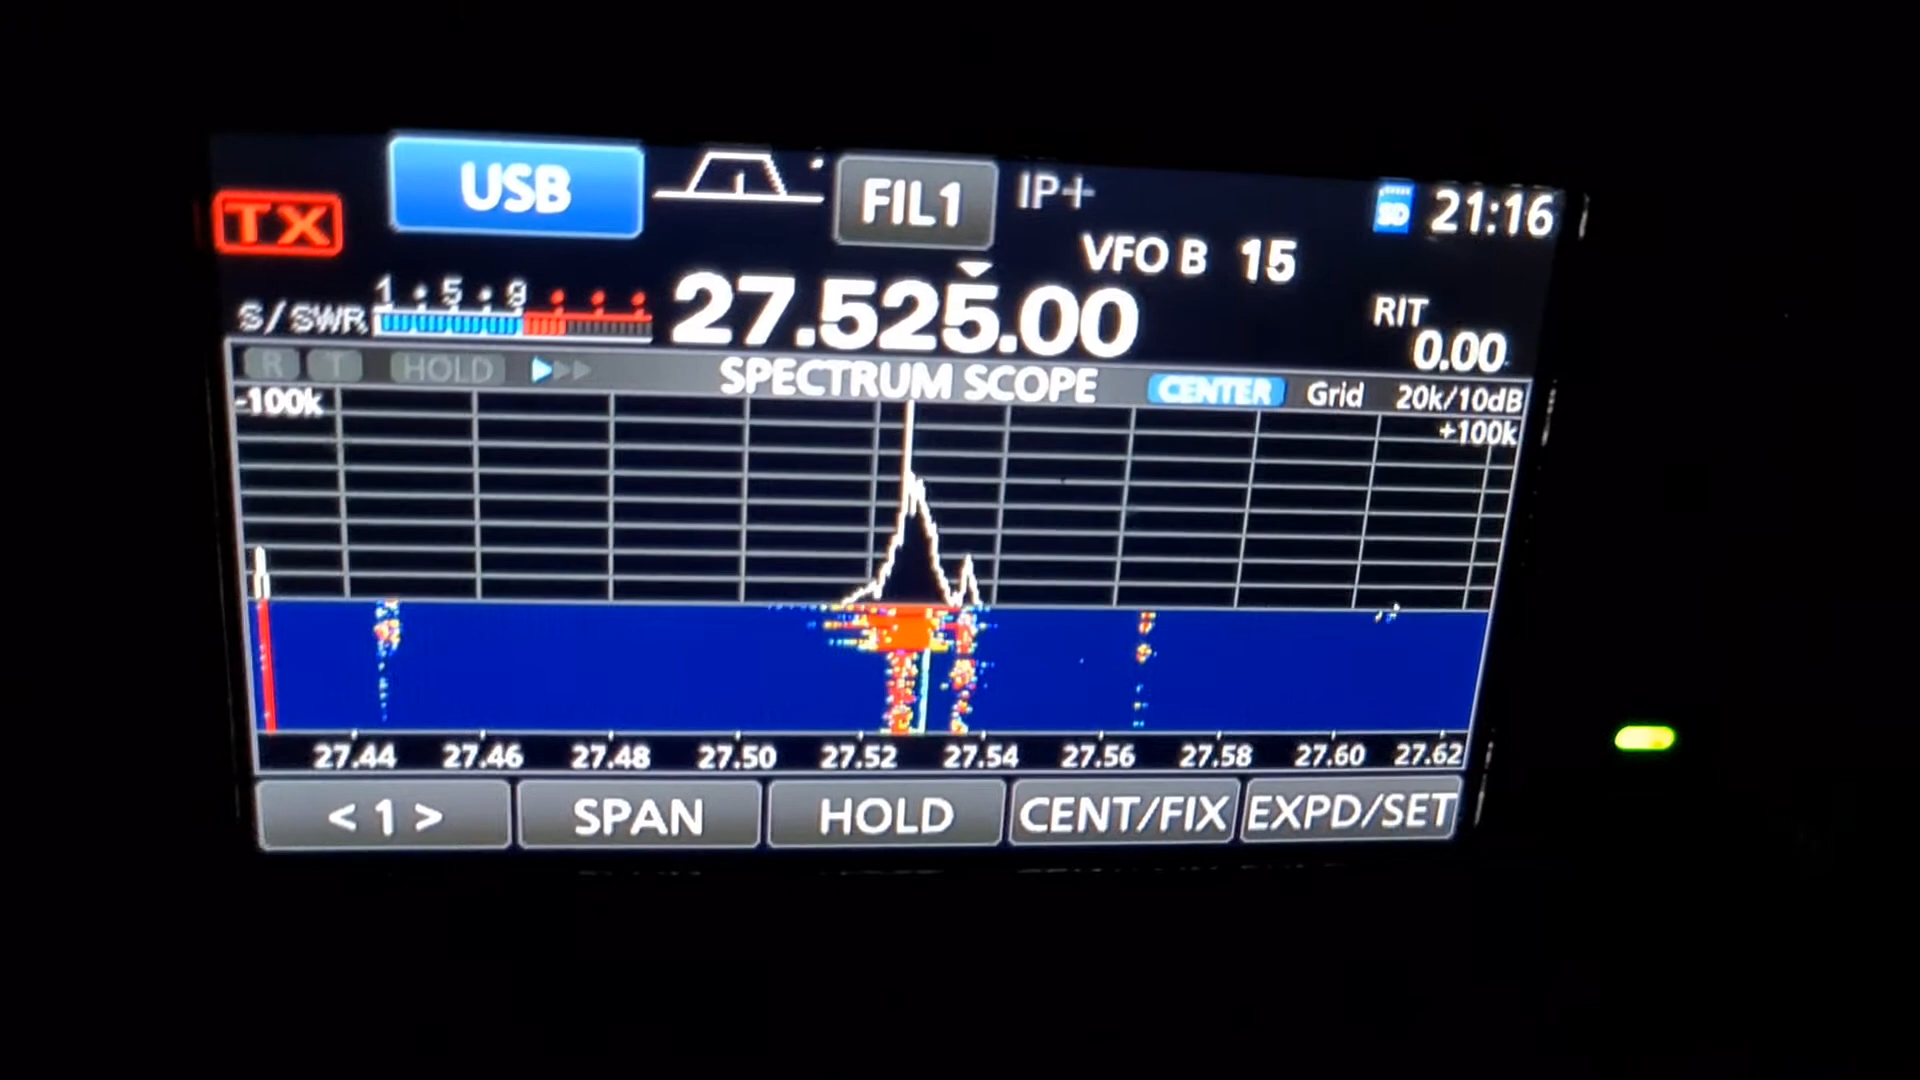 TX USB FIL1 IP+ SD 21:16
VFO B 15
S/SWR 1 5 9 27.525.00 RIT
0.00
R T HOLD SPECTRUM SCOPE CENTER Grid 20k/10dB
-100k +100k
27.44 27.46 27.48 27.50 27.52 27.54 27.56 27.58 27.60 27.62
< 1 > SPAN HOLD CENT/FIX EXPD/SET